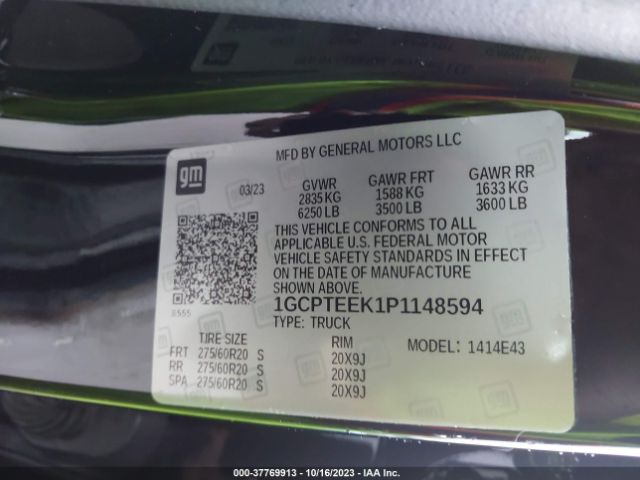 gm
MFD BY GENERAL MOTORS LLC
03/23
GVWR GAWR FRT GAWR RR
2835 KG 1588 KG 1633 KG
6250 LB 3500 LB 3600 LB
THIS VEHICLE CONFORMS TO ALL
APPLICABLE U.S. FEDERAL MOTOR
VEHICLE SAFETY STANDARDS IN EFFECT
ON THE DATE OF MANUFACTURE
SHOWN ABOVE.
1GCPTEEK1P1148594
TYPE: TRUCK
TIRE SIZE RIM MODEL: 1414E43
FRT 275/60R20 S 20X9J
RR 275/60R20 S 20X9J
SPA 275/60R20 S 20X9J
000-37769913 - 10/16/2023 - IAA Inc.